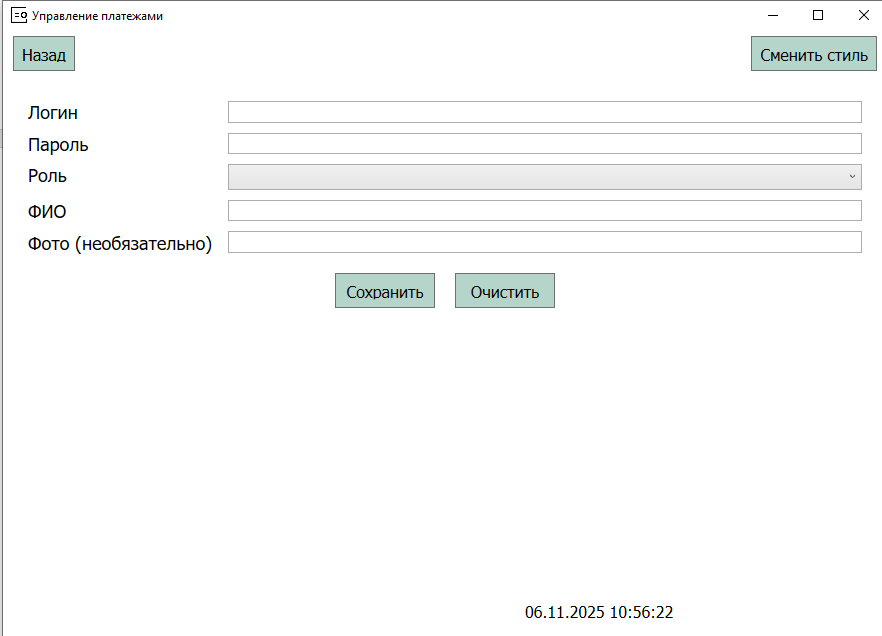 Управление платежами
Назад
Сменить стиль
Логин
Пароль
Роль
ФИО
Фото (необязательно)
Сохранить
Очистить
06.11.2025 10:56:22